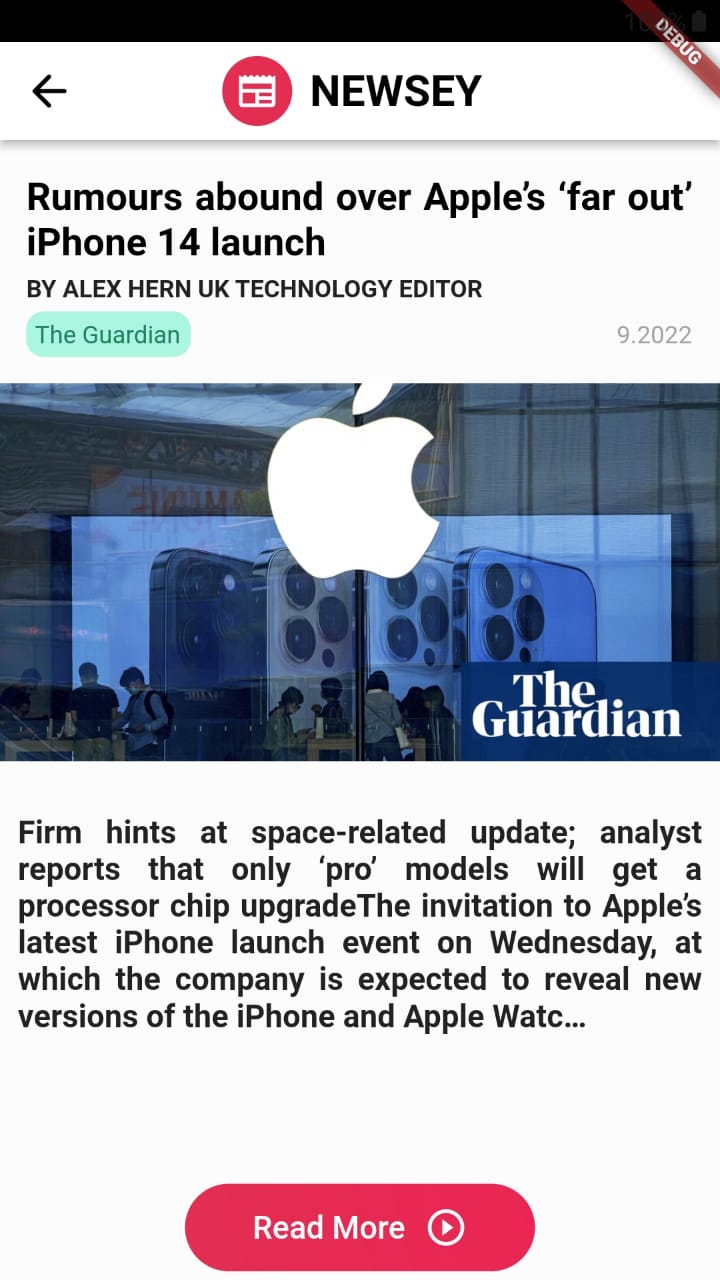 DEBUG
NEWSEY
Rumours abound over Apple’s ‘far out’
iPhone 14 launch
BY ALEX HERN UK TECHNOLOGY EDITOR
The Guardian
9.2022
The
Guardian
Firm hints at space-related update; analyst
reports that only ‘pro’ models will get a
processor chip upgradeThe invitation to Apple’s
latest iPhone launch event on Wednesday, at
which the company is expected to reveal new
versions of the iPhone and Apple Watc...
Read More